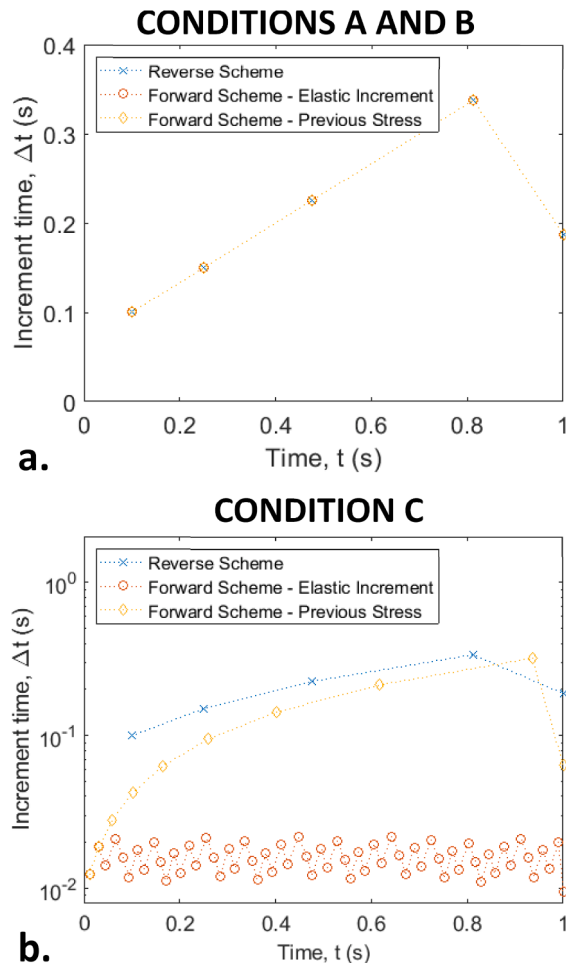 CONDITIONS A AND B
0.4
0.3
0.2
0.1
0
Increment time, Δt (s)
Reverse Scheme
Forward Scheme - Elastic Increment
Forward Scheme - Previous Stress
0 0.2 0.4 0.6 0.8 1
Time, t (s)
a.
CONDITION C
10⁰
10⁻¹
10⁻²
Increment time, Δt (s)
Reverse Scheme
Forward Scheme - Elastic Increment
Forward Scheme - Previous Stress
0 0.2 0.4 0.6 0.8 1
Time, t (s)
b.